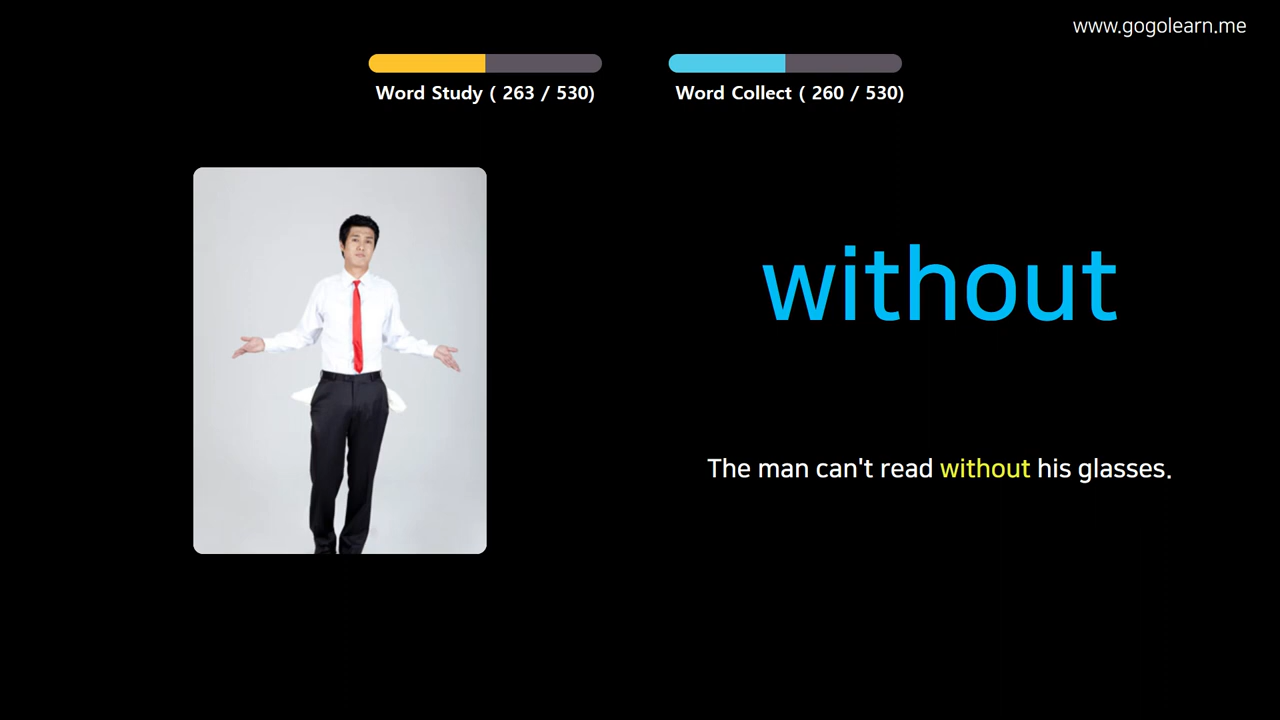 www.gogolearn.me
Word Study ( 263 / 530)
Word Collect ( 260 / 530)
without
The man can't read without his glasses.